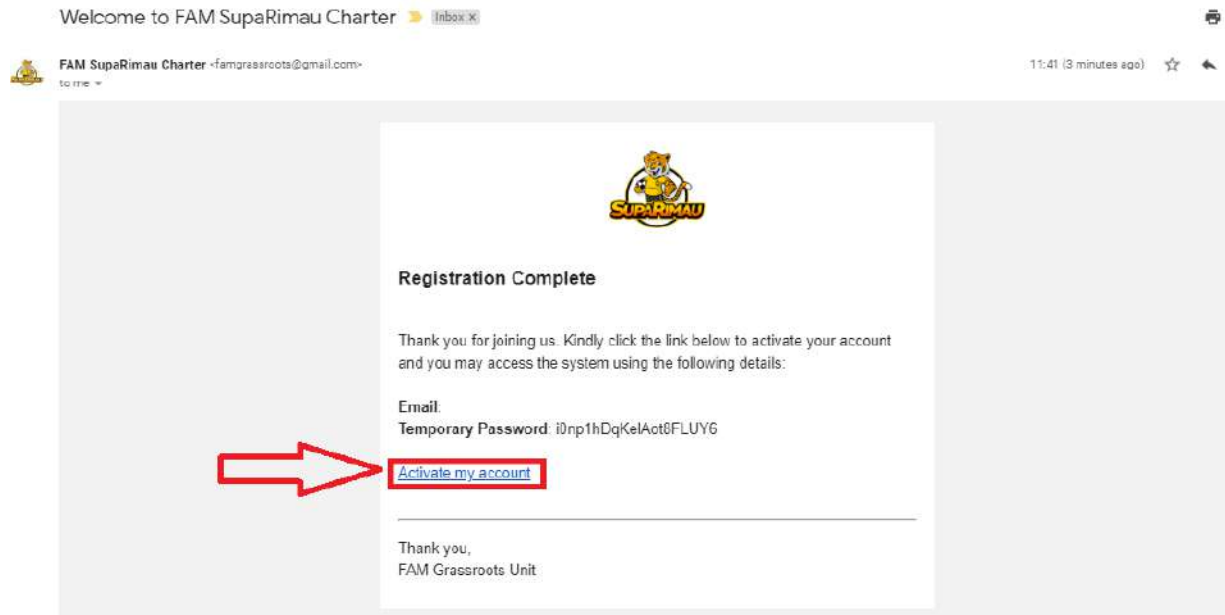 Welcome to FAM SupaRimau Charter Inbox x
FAM SupaRimau Charter <famgrassroots@gmail.com>
11:41 (3 minutes ago)
to me
SUPARIMAU
Registration Complete
Thank you for joining us. Kindly click the link below to activate your account
and you may access the system using the following details:
Email:
Temporary Password: i0np1hDqKelAot8FLUY6
Activate my account
Thank you,
FAM Grassroots Unit